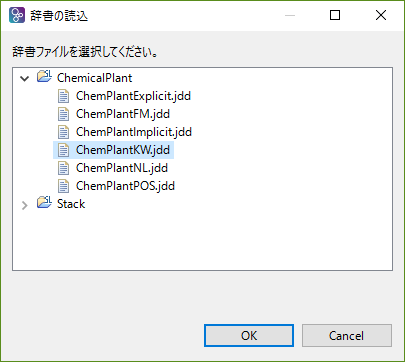 辞書の読込
辞書ファイルを選択してください。
ChemicalPlant
ChemPlantExplicit.jdd
ChemPlantFM.jdd
ChemPlantImplicit.jdd
ChemPlantKW.jdd
ChemPlantNL.jdd
ChemPlantPOS.jdd
Stack
OK
Cancel